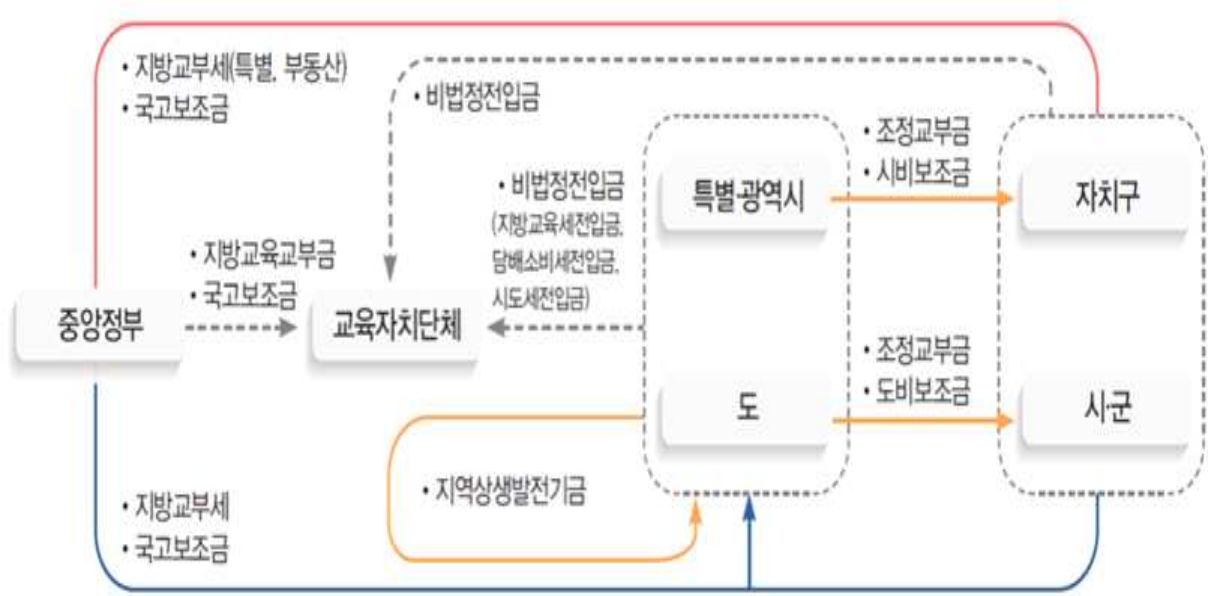 • 지방교부세(특별, 부동산)
• 국고보조금
• 비법정전입금
• 조정교부금
• 시비보조금
• 비법정전입금
(지방교육세전입금,
담배소비세전입금,
시도세전입금)
특별·광역시
자치구
• 지방교육교부금
• 국고보조금
중앙정부
교육자치단체
• 조정교부금
• 도비보조금
도
시·군
• 지역상생발전기금
• 지방교부세
• 국고보조금